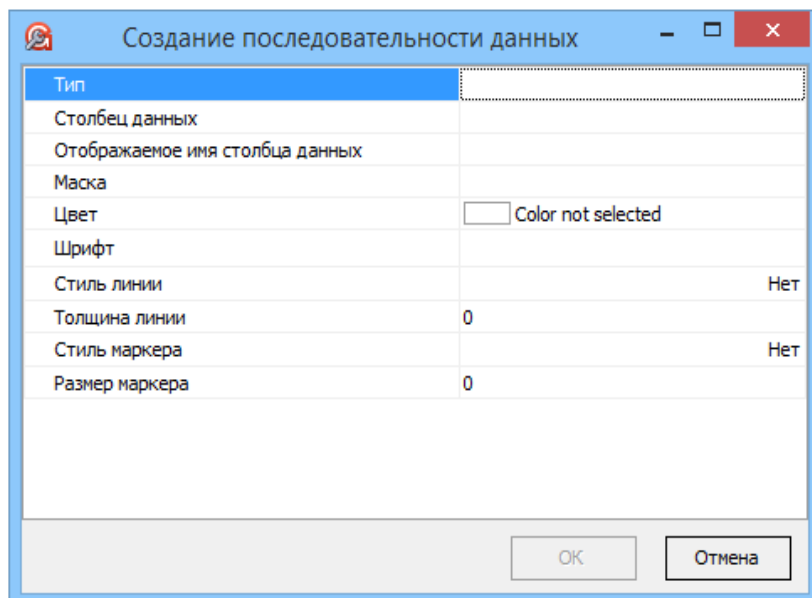 Создание последовательности данных
Тип
Столбец данных
Отображаемое имя столбца данных
Маска
Цвет Color not selected
Шрифт
Стиль линии Нет
Толщина линии 0
Стиль маркера Нет
Размер маркера 0
OK Отмена